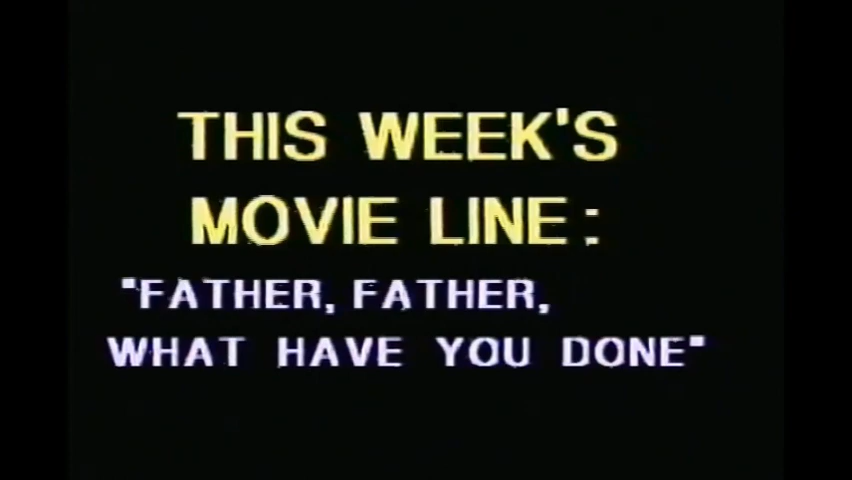 THIS WEEK'S
MOVIE LINE:
"FATHER, FATHER,
WHAT HAVE YOU DONE"